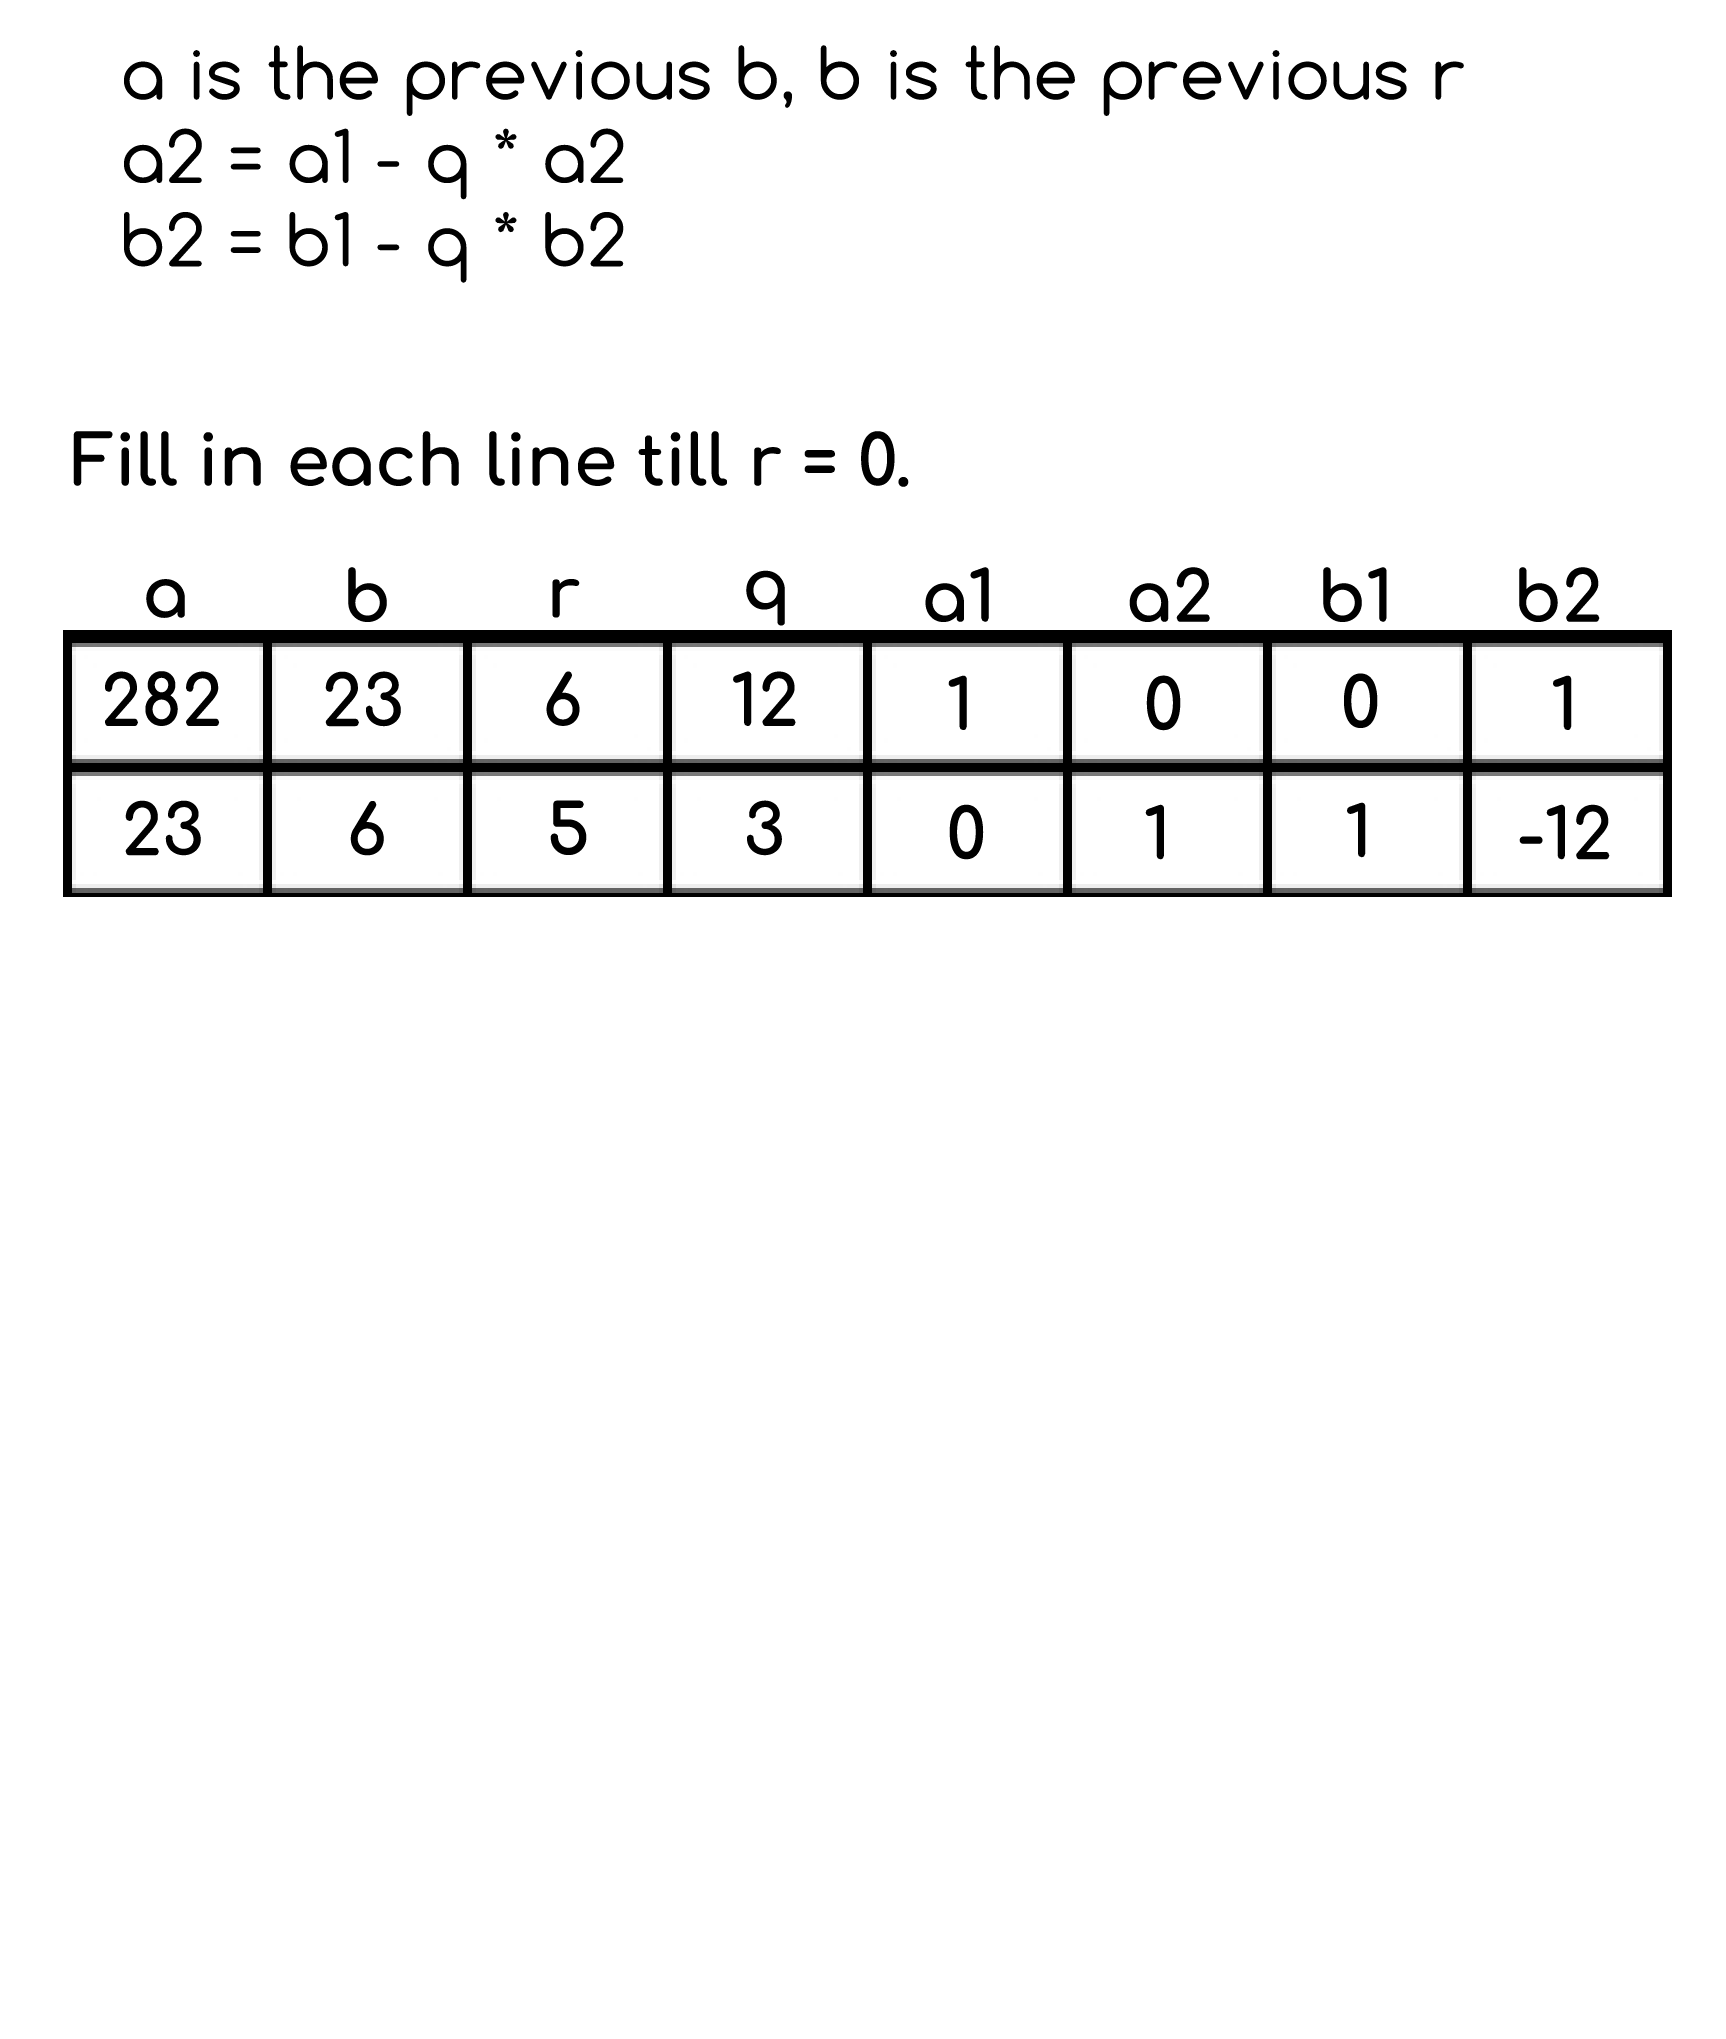 a is the previous b, b is the previous r
a2 = a1 - q * a2
b2 = b1 - q * b2
Fill in each line till r = 0.
a b r q a1 a2 b1 b2
282 23 6 12 1 0 0 1
23 6 5 3 0 1 1 -12